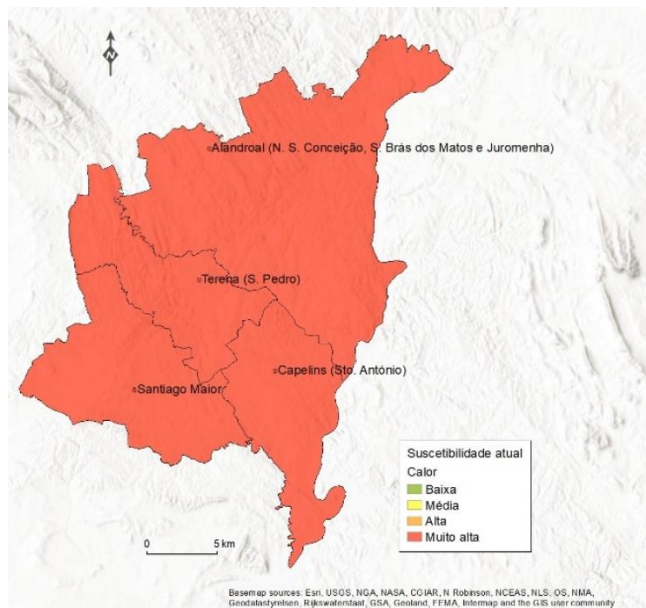 N
Alandroal (N. S. Conceição, S. Brás dos Matos e Juromenha)
Terena (S. Pedro)
Capelins (Sto. António)
Santiago Maior
Suscetibilidade atual
Calor
Baixa
Média
Alta
Muito alta
0 5 km
Basemap sources: Esri, USGS, NGA, NASA, CGIAR, N Robinson, NCEAS, NLS, OS, NMA,
Geodatastyrelsen, Rijkswaterstaat, GSA, Geoland, FEMA, Intermap and the GIS user community